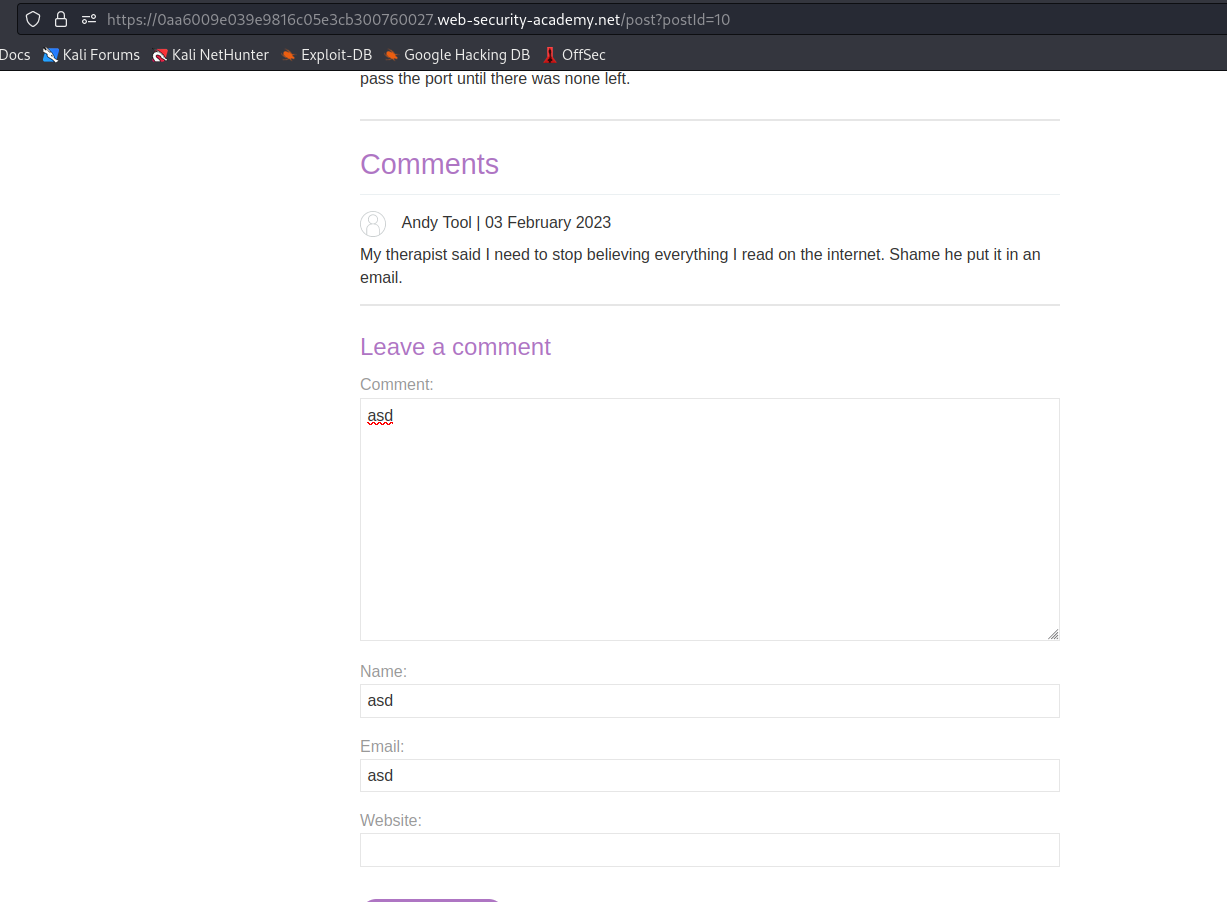 https://0aa6009e039e9816c05e3cb300760027.web-security-academy.net/post?postId=10
Docs Kali Forums Kali NetHunter Exploit-DB Google Hacking DB OffSec
pass the port until there was none left.
Comments
Andy Tool | 03 February 2023
My therapist said I need to stop believing everything I read on the internet. Shame he put it in an
email.
Leave a comment
Comment:
asd
Name:
asd
Email:
asd
Website: